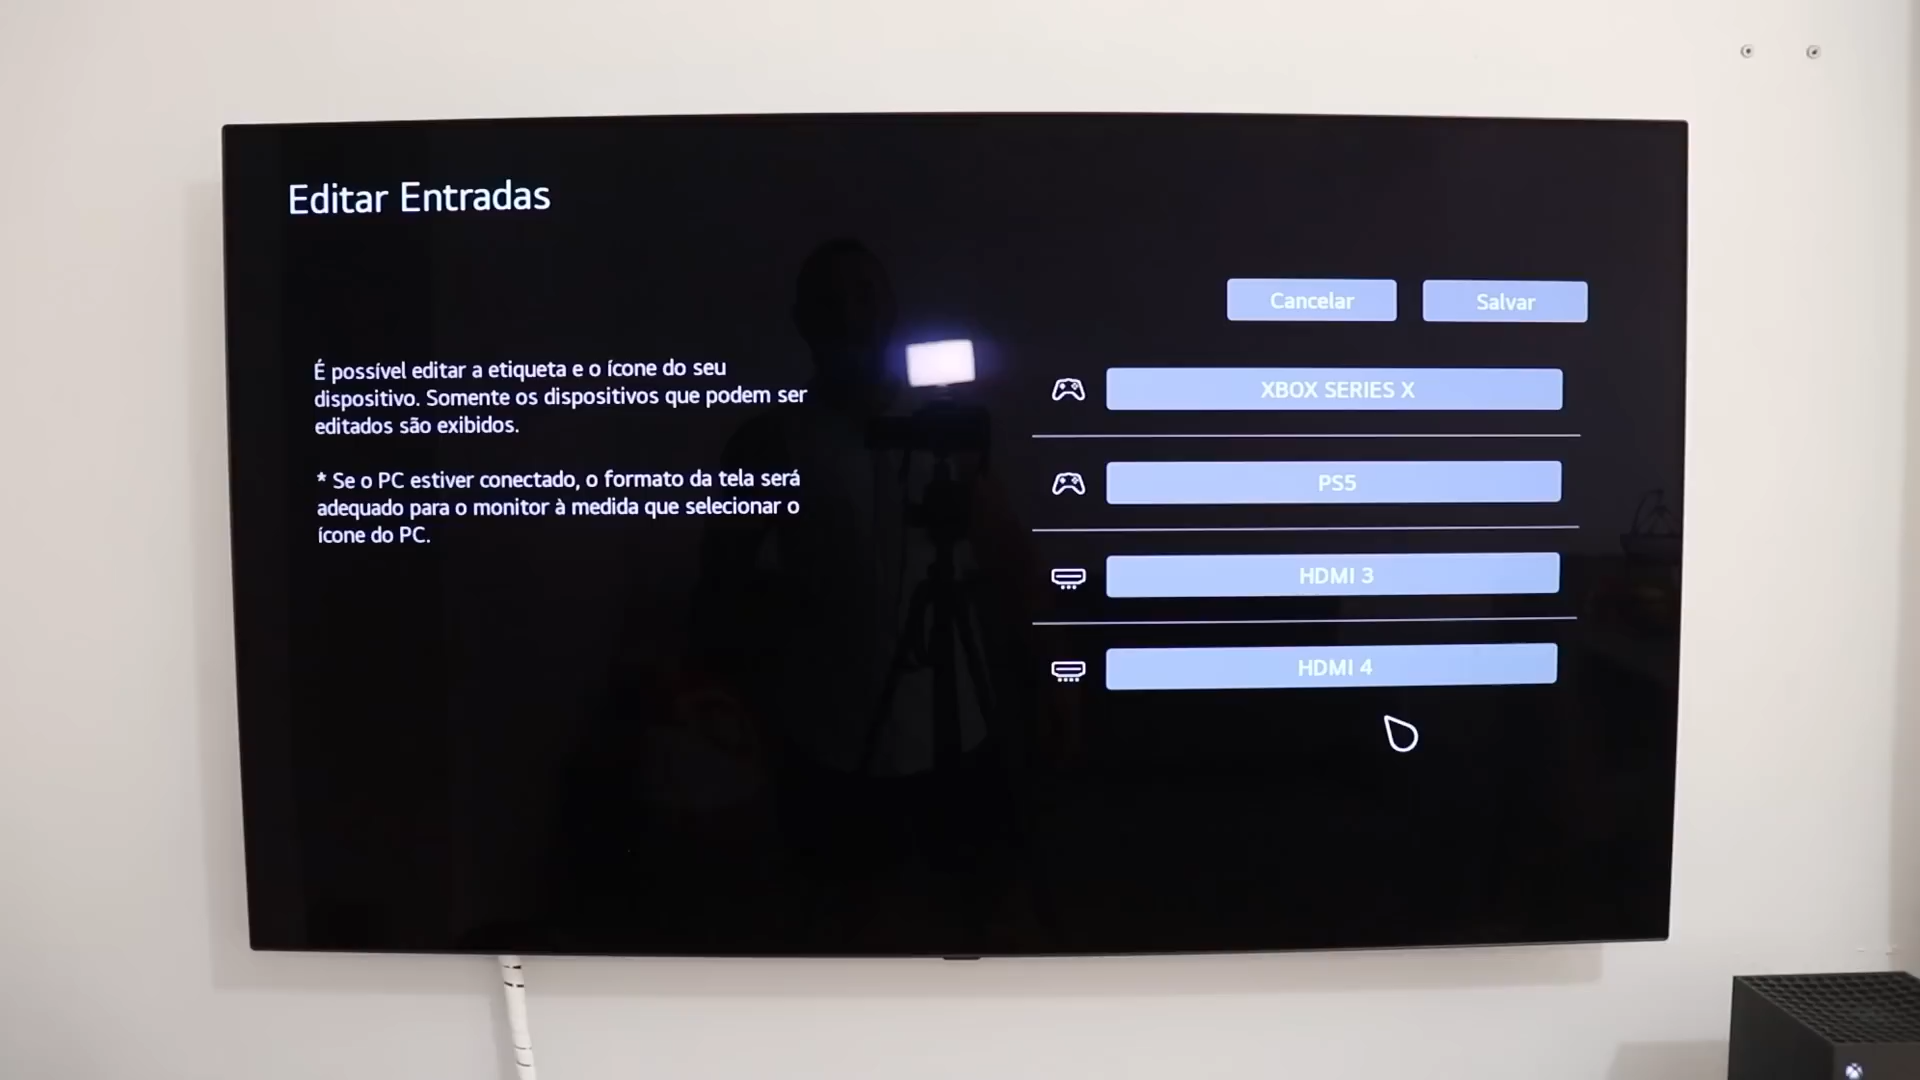 Editar Entradas
Cancelar
Salvar
É possível editar a etiqueta e o ícone do seu
dispositivo. Somente os dispositivos que podem ser
editados são exibidos.
* Se o PC estiver conectado, o formato da tela será
adequado para o monitor à medida que selecionar o
ícone do PC.
XBOX SERIES X
PS5
HDMI 3
HDMI 4